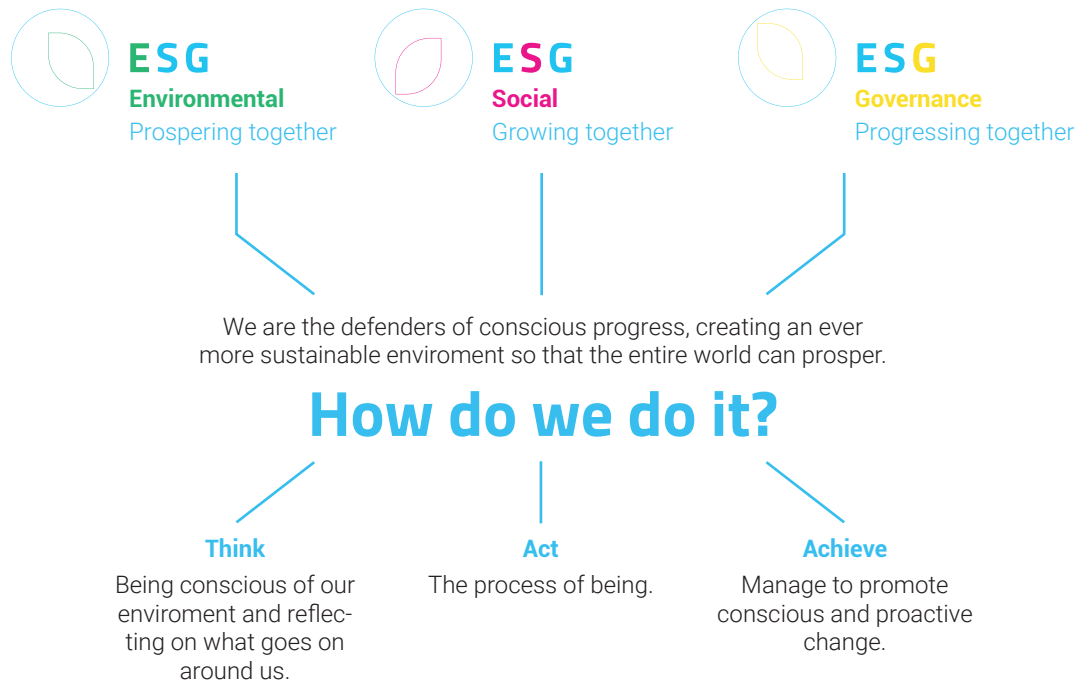 ESG
Environmental
Prospering together
ESG
Social
Growing together
ESG
Governance
Progressing together
We are the defenders of conscious progress, creating an ever
more sustainable enviroment so that the entire world can prosper.
How do we do it?
Think
Being conscious of our
enviroment and reflec-
ting on what goes on
around us.
Act
The process of being.
Achieve
Manage to promote
conscious and proactive
change.